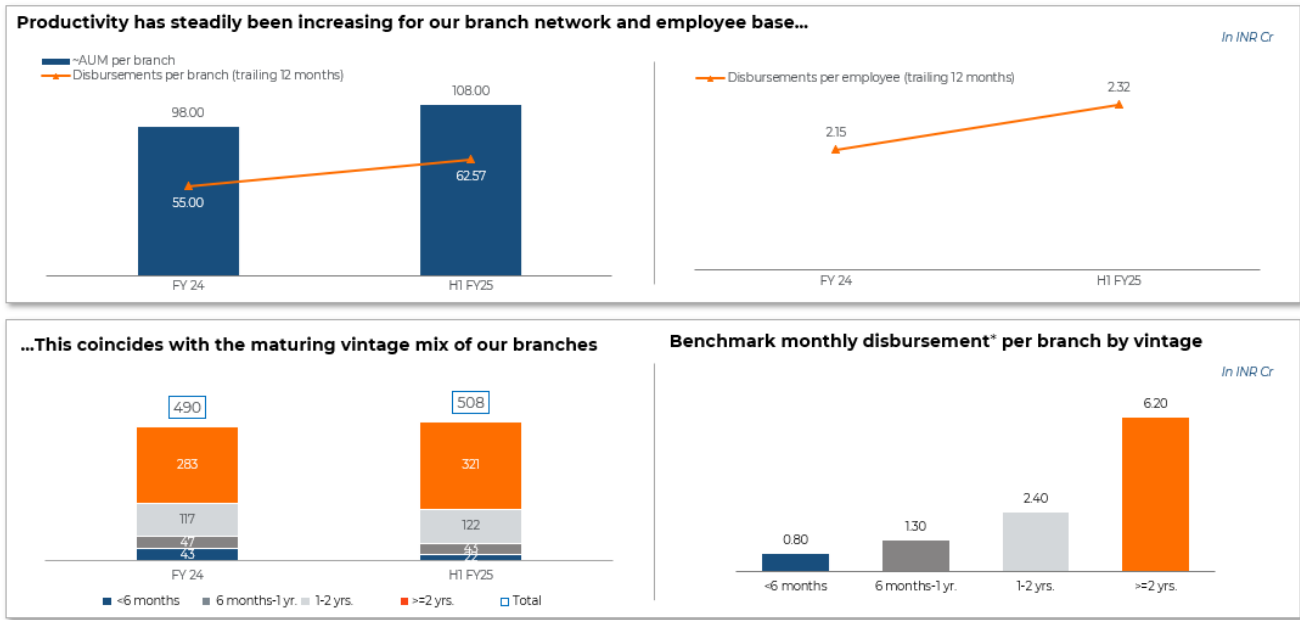 Productivity has steadily been increasing for our branch network and employee base...
In INR Cr
~AUM per branch
Disbursements per branch (trailing 12 months)
98.00
108.00
55.00
62.57
FY 24
H1 FY25
Disbursements per employee (trailing 12 months)
2.15
2.32
FY 24
H1 FY25
...This coincides with the maturing vintage mix of our branches
490
508
283
321
117
122
47
43
43
22
FY 24
H1 FY25
<6 months
6 months-1 yr.
1-2 yrs.
>=2 yrs.
Total
Benchmark monthly disbursement* per branch by vintage
In INR Cr
0.80
1.30
2.40
6.20
<6 months
6 months-1 yr.
1-2 yrs.
>=2 yrs.